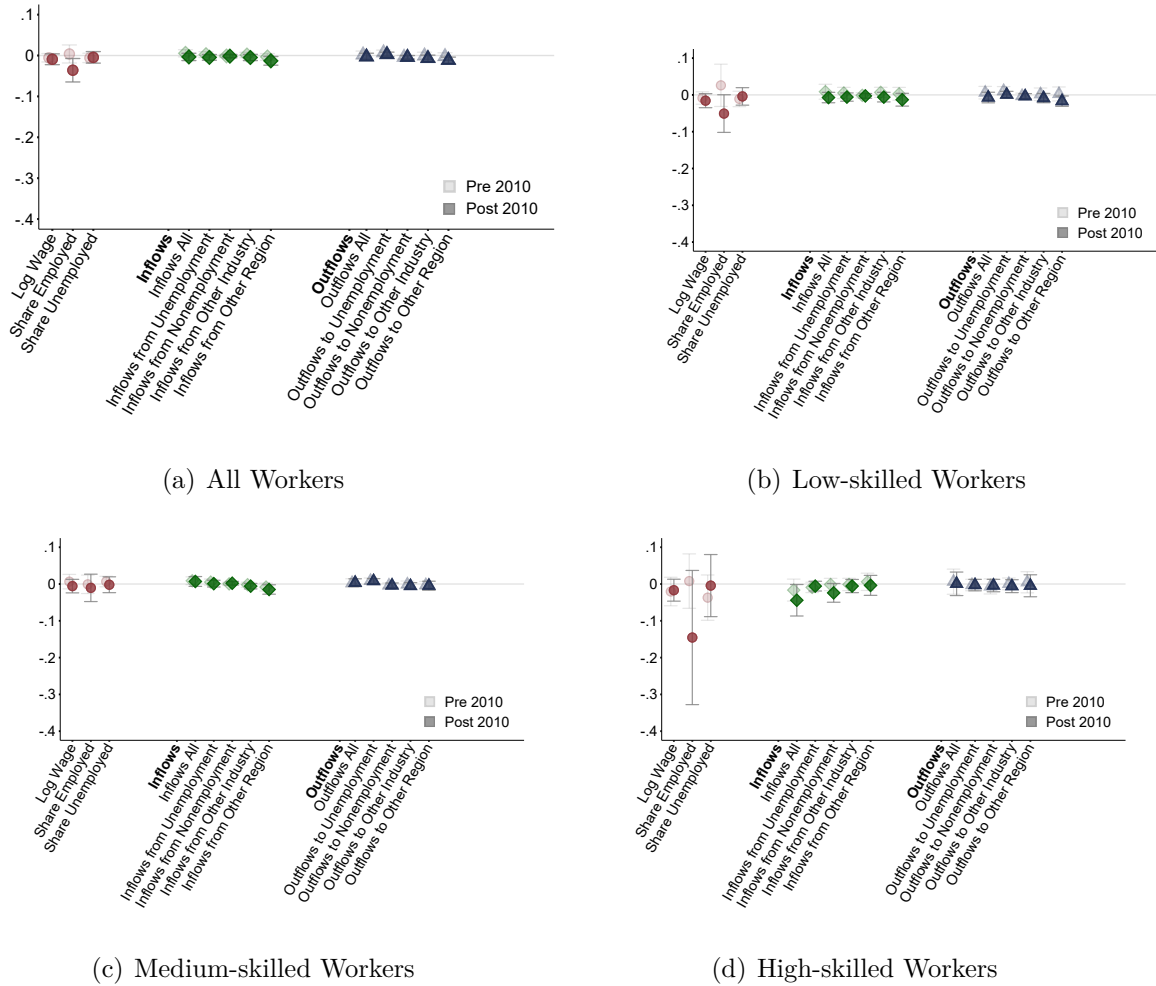 .1
0
-.1
-.2
-.3
-.4
Pre 2010
Post 2010
Log Wage
Share Employed
Share Unemployed
Inflows
Inflows All
Inflows from Unemployment
Inflows from Nonemployment
Inflows from Other Industry
Inflows from Other Region
Outflows
Outflows All
Outflows to Unemployment
Outflows to Nonemployment
Outflows to Other Industry
Outflows to Other Region
(a) All Workers
.1
0
-.1
-.2
-.3
-.4
Pre 2010
Post 2010
Log Wage
Share Employed
Share Unemployed
Inflows
Inflows All
Inflows from Unemployment
Inflows from Nonemployment
Inflows from Other Industry
Inflows from Other Region
Outflows
Outflows All
Outflows to Unemployment
Outflows to Nonemployment
Outflows to Other Industry
Outflows to Other Region
(b) Low-skilled Workers
.1
0
-.1
-.2
-.3
-.4
Pre 2010
Post 2010
Log Wage
Share Employed
Share Unemployed
Inflows
Inflows All
Inflows from Unemployment
Inflows from Nonemployment
Inflows from Other Industry
Inflows from Other Region
Outflows
Outflows All
Outflows to Unemployment
Outflows to Nonemployment
Outflows to Other Industry
Outflows to Other Region
(c) Medium-skilled Workers
.1
0
-.1
-.2
-.3
-.4
Pre 2010
Post 2010
Log Wage
Share Employed
Share Unemployed
Inflows
Inflows All
Inflows from Unemployment
Inflows from Nonemployment
Inflows from Other Industry
Inflows from Other Region
Outflows
Outflows All
Outflows to Unemployment
Outflows to Nonemployment
Outflows to Other Industry
Outflows to Other Region
(d) High-skilled Workers